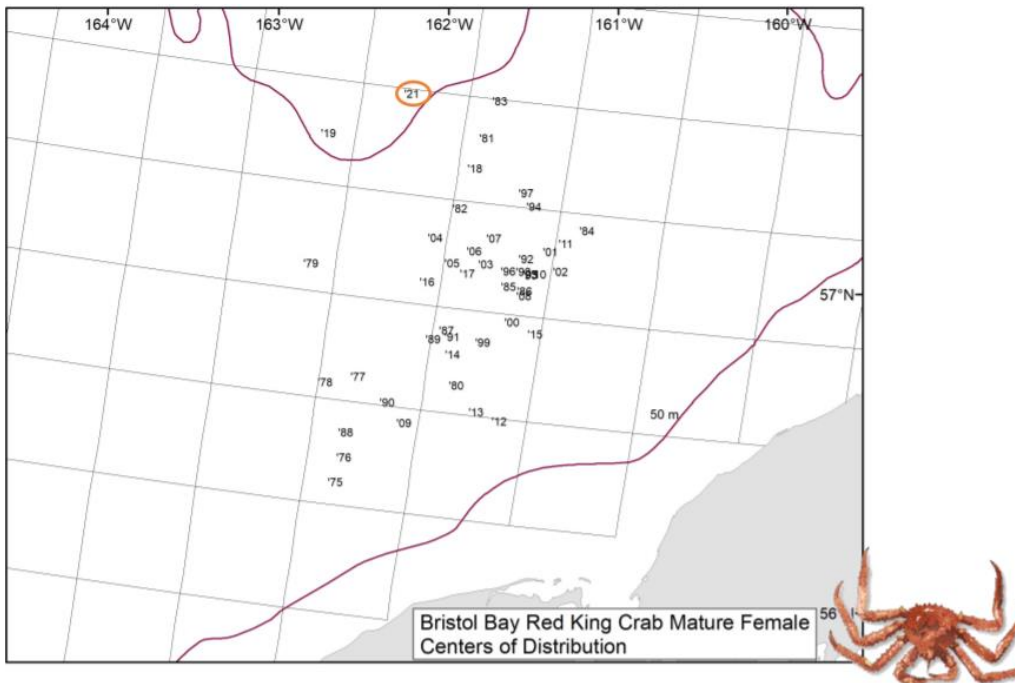 164°W 163°W 162°W 161°W 160°W
'21
'83
'19
'81
'18
'97
'94
'82
'84
'04 '07
'11
'06 '01
'79 '05 '03 '92
'17 '96 '02
'16 '85 '86
'08
57°N
'00
'87 '15
'89 '91 '99
'14
'78 '77 '80
'90
'13 50 m
'09 '12
'88
'76
'75
56
Bristol Bay Red King Crab Mature Female
Centers of Distribution